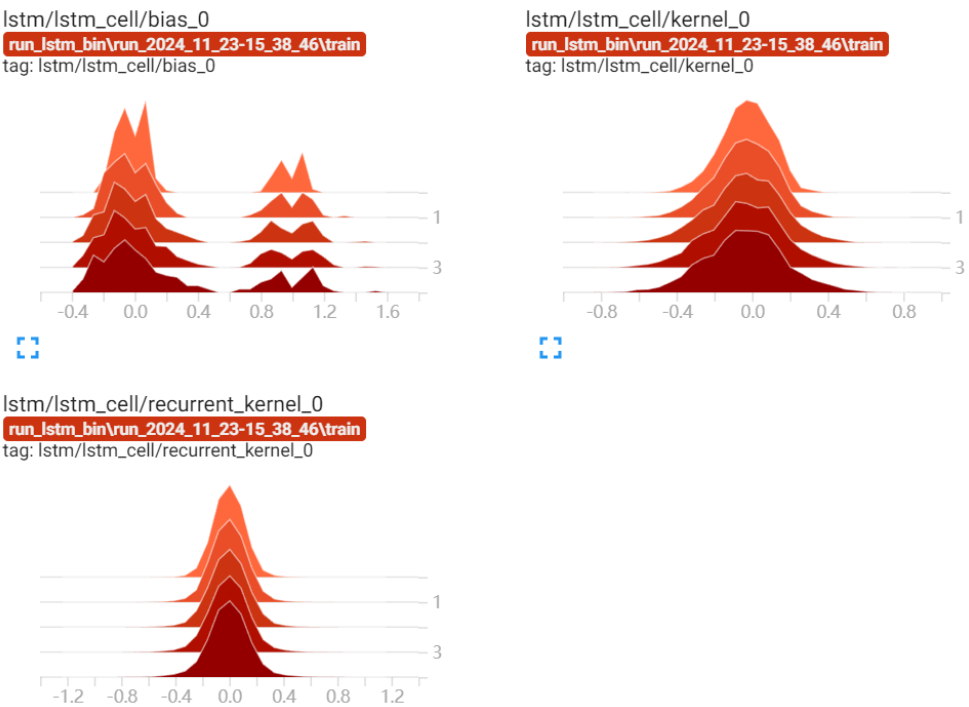 lstm/lstm_cell/bias_0
run_lstm_bin\run_2024_11_23-15_38_46\train
tag: lstm/lstm_cell/bias_0
1
3
-0.4 0.0 0.4 0.8 1.2 1.6
lstm/lstm_cell/kernel_0
run_lstm_bin\run_2024_11_23-15_38_46\train
tag: lstm/lstm_cell/kernel_0
1
3
-0.8 -0.4 0.0 0.4 0.8
lstm/lstm_cell/recurrent_kernel_0
run_lstm_bin\run_2024_11_23-15_38_46\train
tag: lstm/lstm_cell/recurrent_kernel_0
1
3
-1.2 -0.8 -0.4 0.0 0.4 0.8 1.2